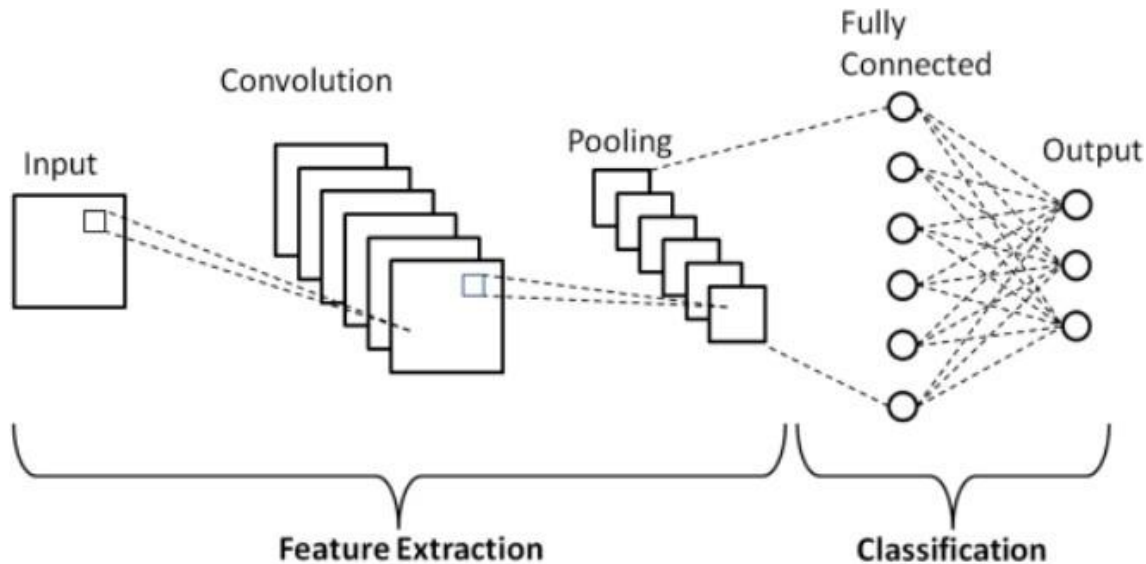 Input
Convolution
Pooling
Fully
Connected
Output
Feature Extraction
Classification